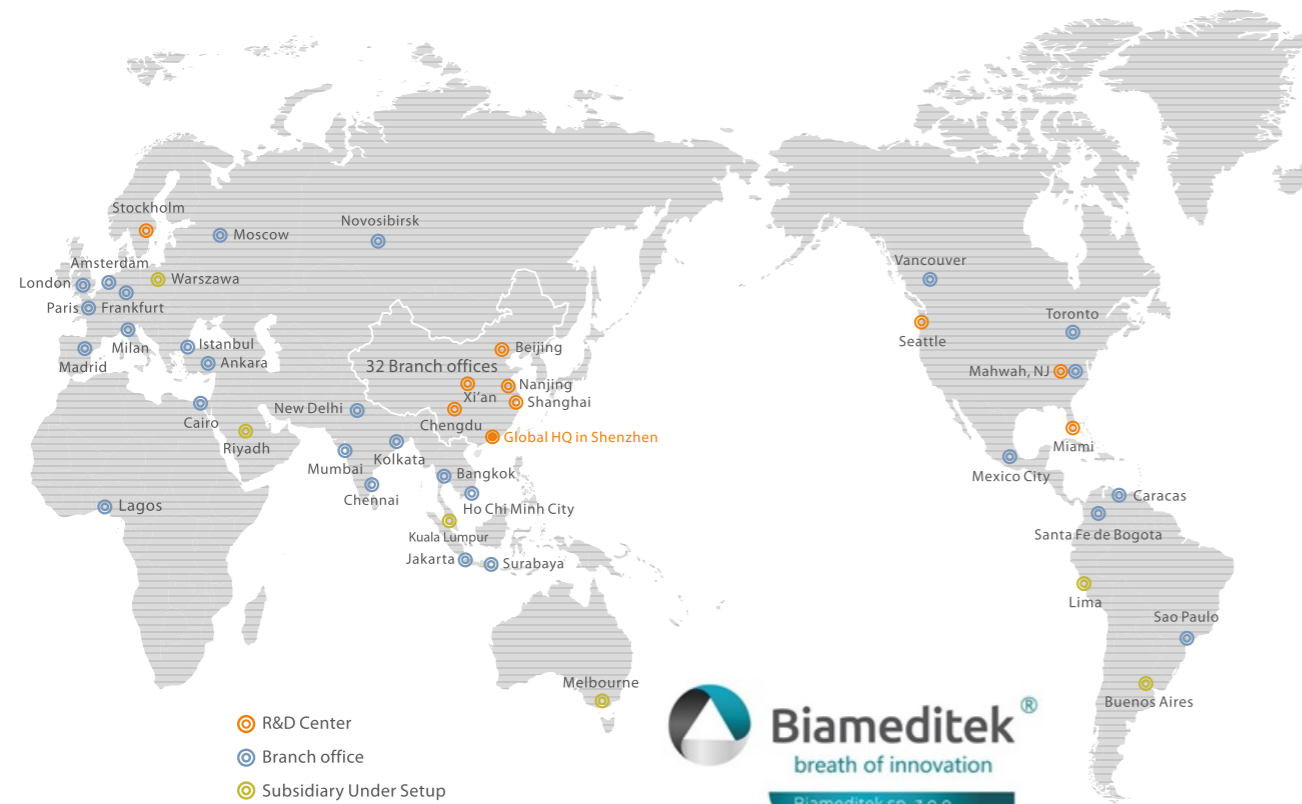 Stockholm
Moscow
Novosibirsk
Amsterdam
London
Warszawa
Paris
Frankfurt
Milan
Madrid
Istanbul
Ankara
Cairo
Riyadh
Lagos
32 Branch offices
Beijing
Xi'an
Nanjing
Shanghai
Chengdu
Global HQ in Shenzhen
New Delhi
Mumbai
Kolkata
Chennai
Bangkok
Ho Chi Minh City
Kuala Lumpur
Jakarta
Surabaya
Melbourne
Vancouver
Seattle
Toronto
Mahwah, NJ
Miami
Mexico City
Caracas
Santa Fe de Bogota
Lima
Sao Paulo
Buenos Aires
R&D Center
Branch office
Subsidiary Under Setup
Biameditek ®
breath of innovation
Biameditek sp. z o.o.